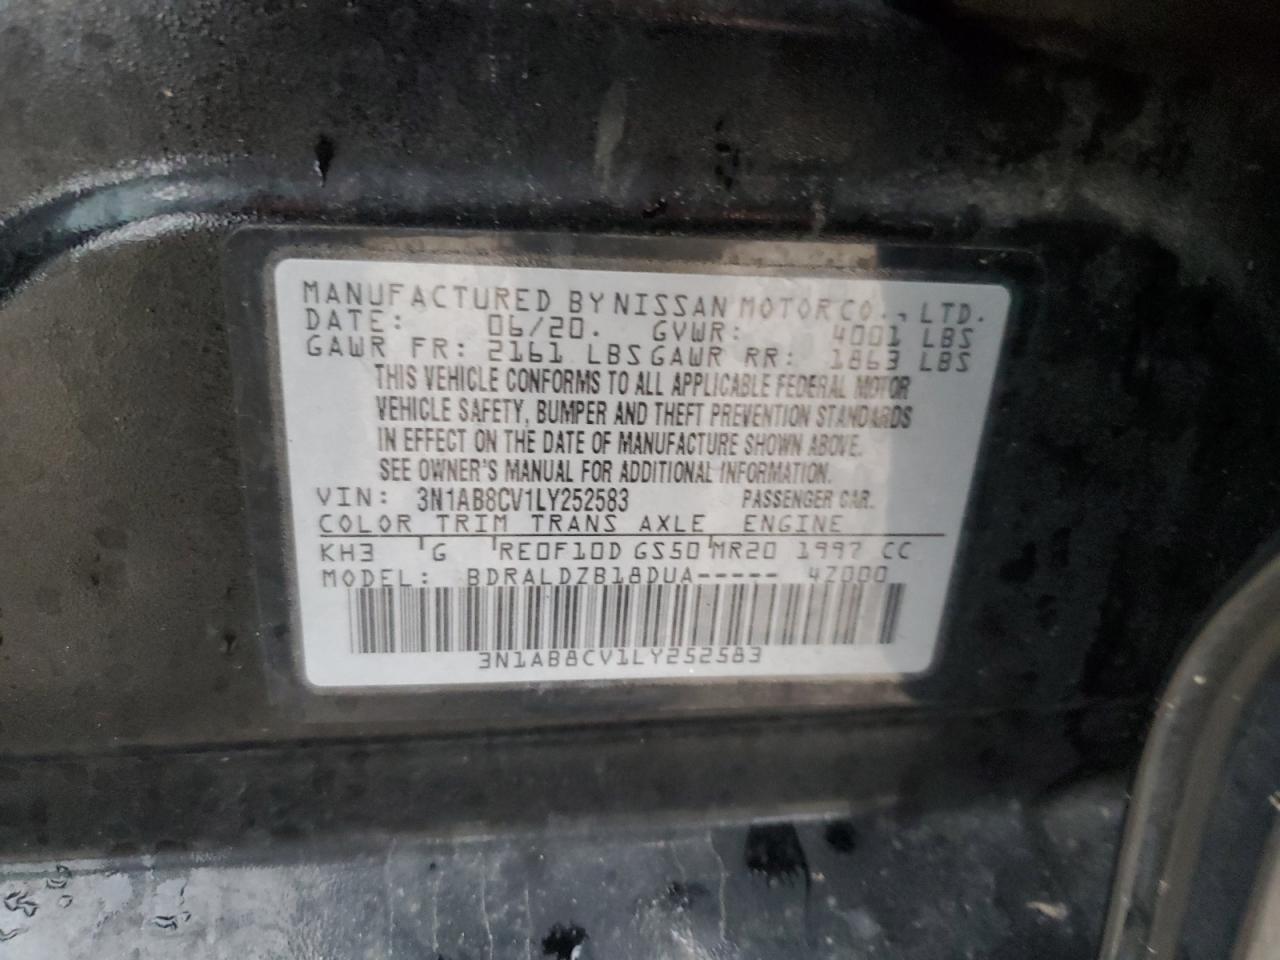 MANUFACTURED BY NISSAN MOTOR CO., LTD.
DATE: 06/20. GVWR: 4001 LBS
GAWR FR: 2161 LBS GAWR RR: 1863 LBS
THIS VEHICLE CONFORMS TO ALL APPLICABLE FEDERAL MOTOR
VEHICLE SAFETY, BUMPER AND THEFT PREVENTION STANDARDS
IN EFFECT ON THE DATE OF MANUFACTURE SHOWN ABOVE.
SEE OWNER'S MANUAL FOR ADDITIONAL INFORMATION.
VIN: 3N1AB8CV1LY252583 PASSENGER CAR.
COLOR TRIM TRANS AXLE ENGINE
KH3 G RE0F10D GS50 MR20 1997 CC
MODEL: BDRALDZB18DUA----- 4Z000
3N1AB8CV1LY252583